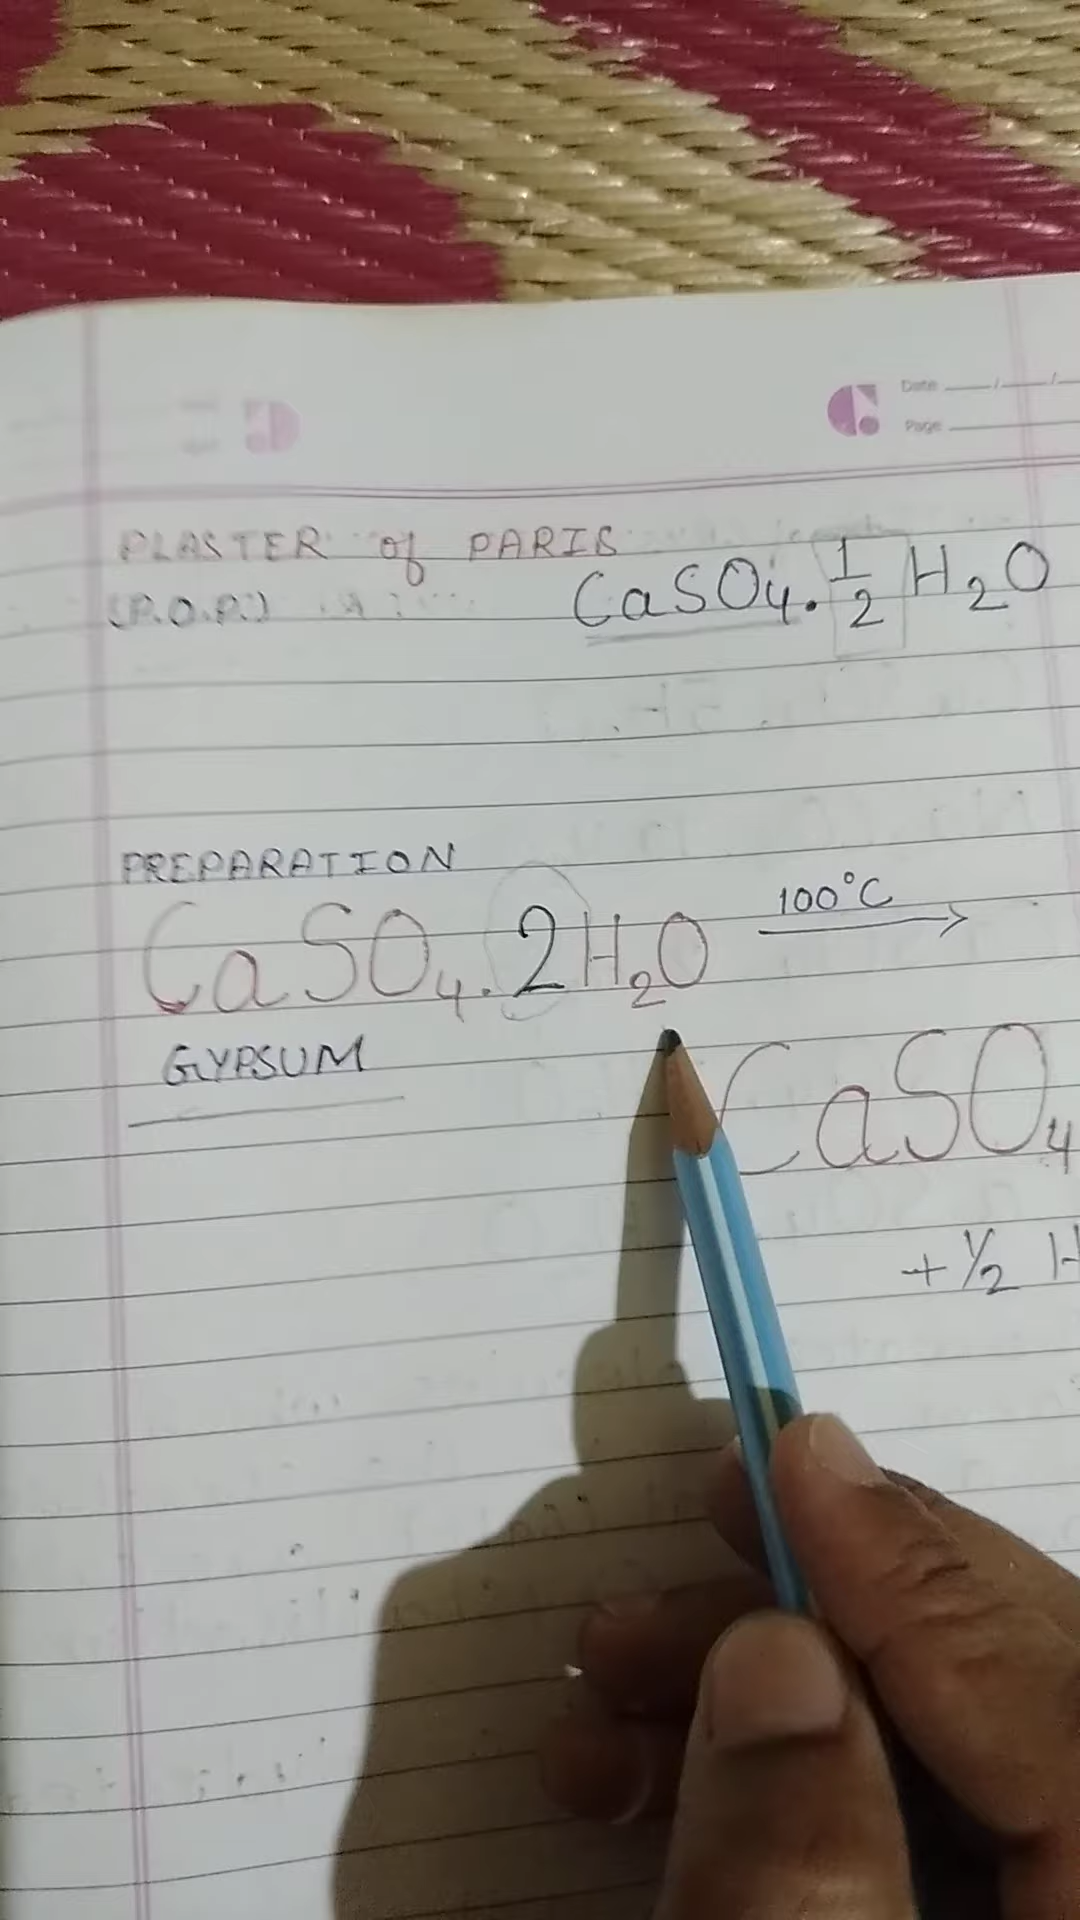 Date / /
Page
PLASTER of PARIS
(P.O.P.)
CaSO₄.½ H₂O
PREPARATION
CaSO₄.2H₂O 100°C →
GYPSUM
CaSO₄
+ ½ H